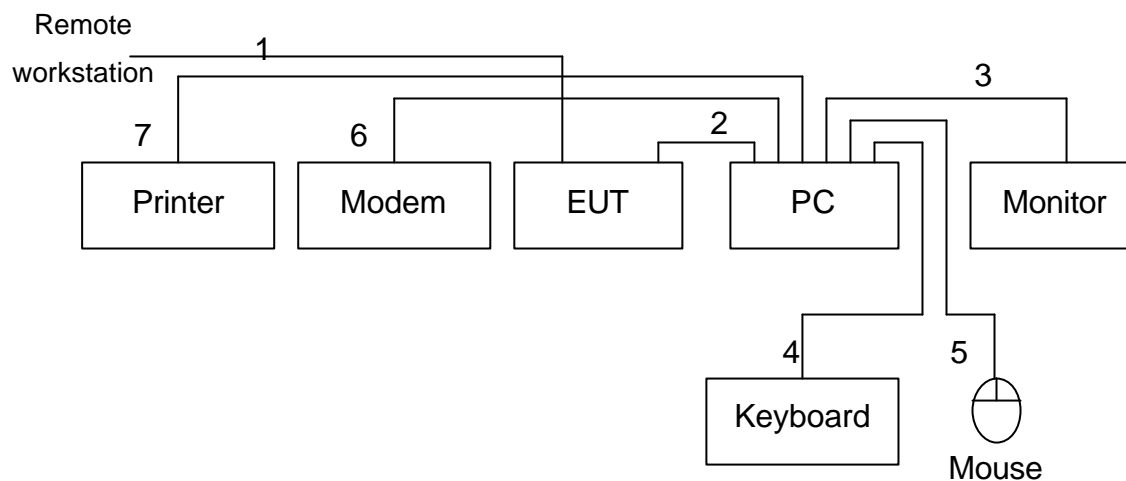 Remote
workstation
1
3
7
6
2
Printer
Modem
EUT
PC
Monitor
4
5
Keyboard
Mouse